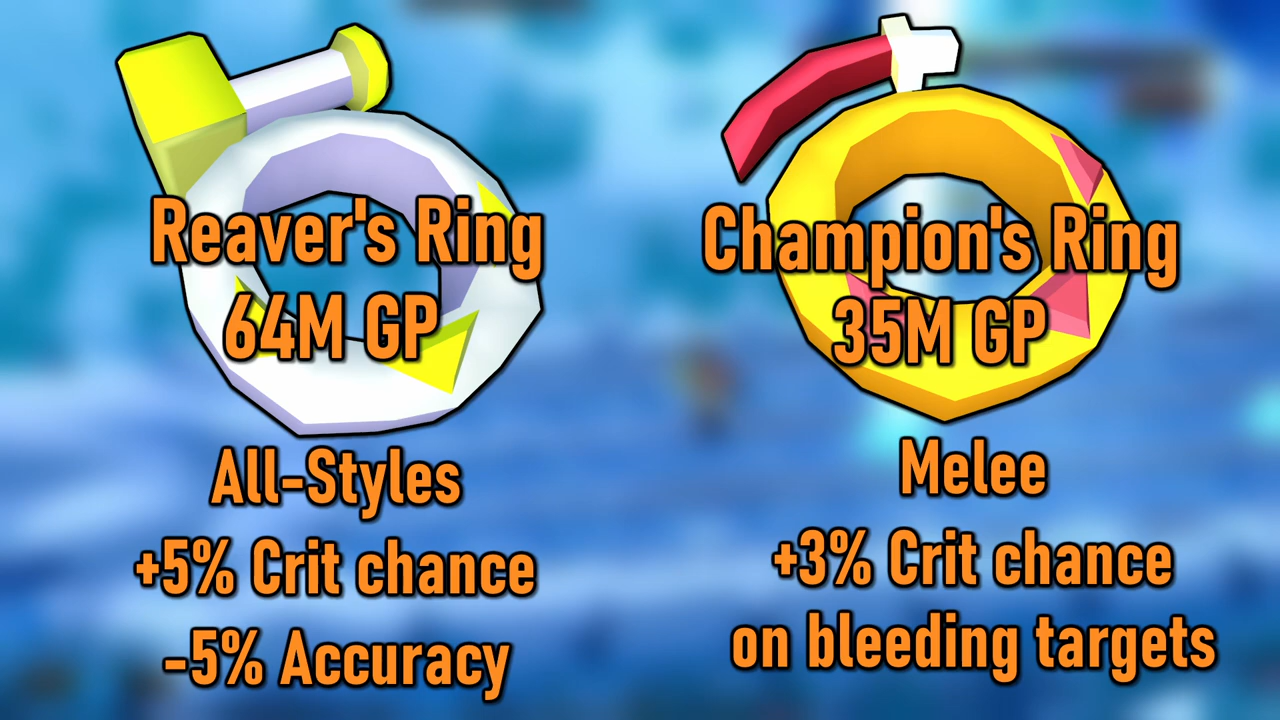 Reaver's Ring
64M GP
All-Styles
+5% Crit chance
-5% Accuracy
Champion's Ring
35M GP
Melee
+3% Crit chance
on bleeding targets